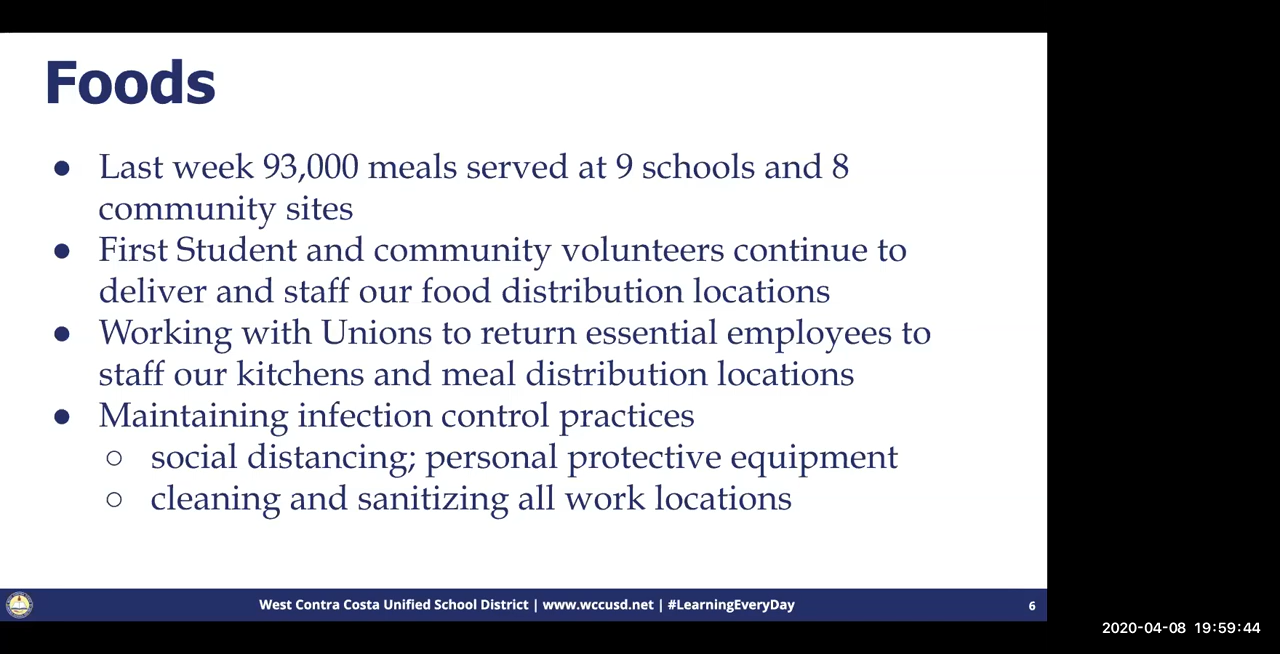 Foods
● Last week 93,000 meals served at 9 schools and 8
community sites
● First Student and community volunteers continue to
deliver and staff our food distribution locations
● Working with Unions to return essential employees to
staff our kitchens and meal distribution locations
● Maintaining infection control practices
○ social distancing; personal protective equipment
○ cleaning and sanitizing all work locations
West Contra Costa Unified School District | www.wccusd.net | #LearningEveryDay
6
2020-04-08 19:59:44